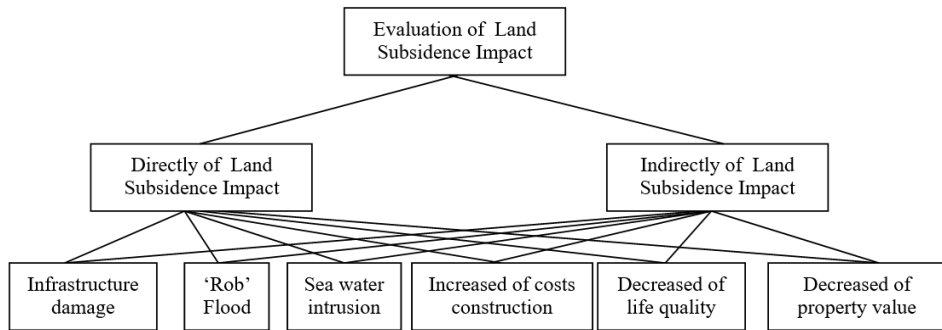 Evaluation of Land
Subsidence Impact
Directly of Land
Subsidence Impact
Indirectly of Land
Subsidence Impact
Infrastructure
damage
‘Rob’
Flood
Sea water
intrusion
Increased of costs
construction
Decreased of
life quality
Decreased of
property value